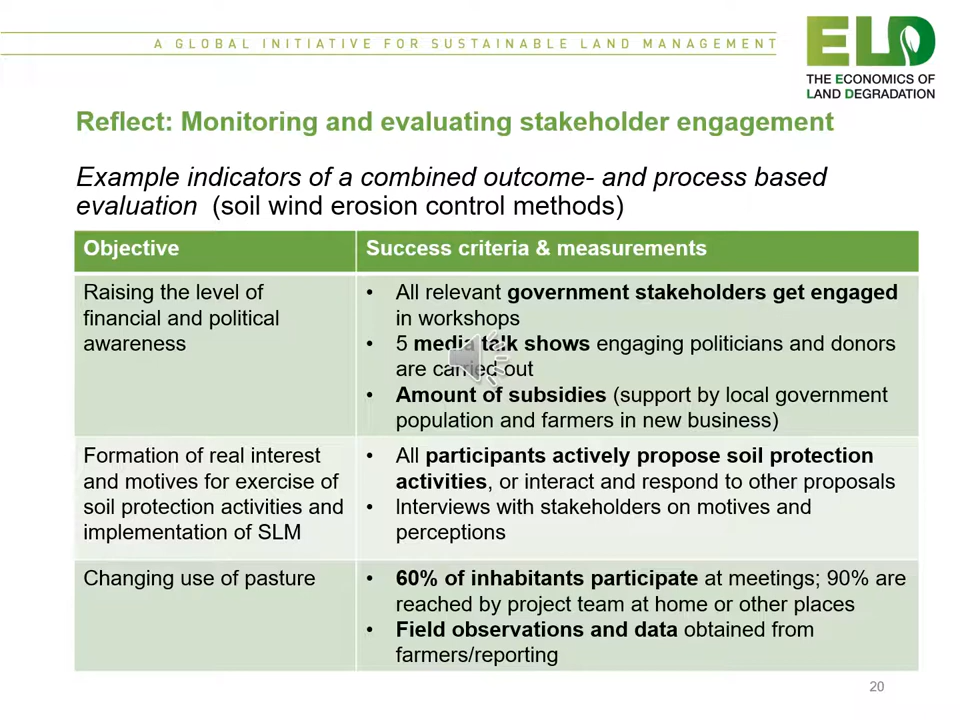 A GLOBAL INITIATIVE FOR SUSTAINABLE LAND MANAGEMENT
ELD
THE ECONOMICS OF
LAND DEGRADATION
Reflect: Monitoring and evaluating stakeholder engagement
Example indicators of a combined outcome- and process based
evaluation (soil wind erosion control methods)
Objective
Success criteria & measurements
Raising the level of
financial and political
awareness
• All relevant government stakeholders get engaged
in workshops
• 5 media talk shows engaging politicians and donors
are carried out
• Amount of subsidies (support by local government
population and farmers in new business)
Formation of real interest
and motives for exercise of
soil protection activities and
implementation of SLM
• All participants actively propose soil protection
activities, or interact and respond to other proposals
• Interviews with stakeholders on motives and
perceptions
Changing use of pasture
• 60% of inhabitants participate at meetings; 90% are
reached by project team at home or other places
• Field observations and data obtained from
farmers/reporting
20